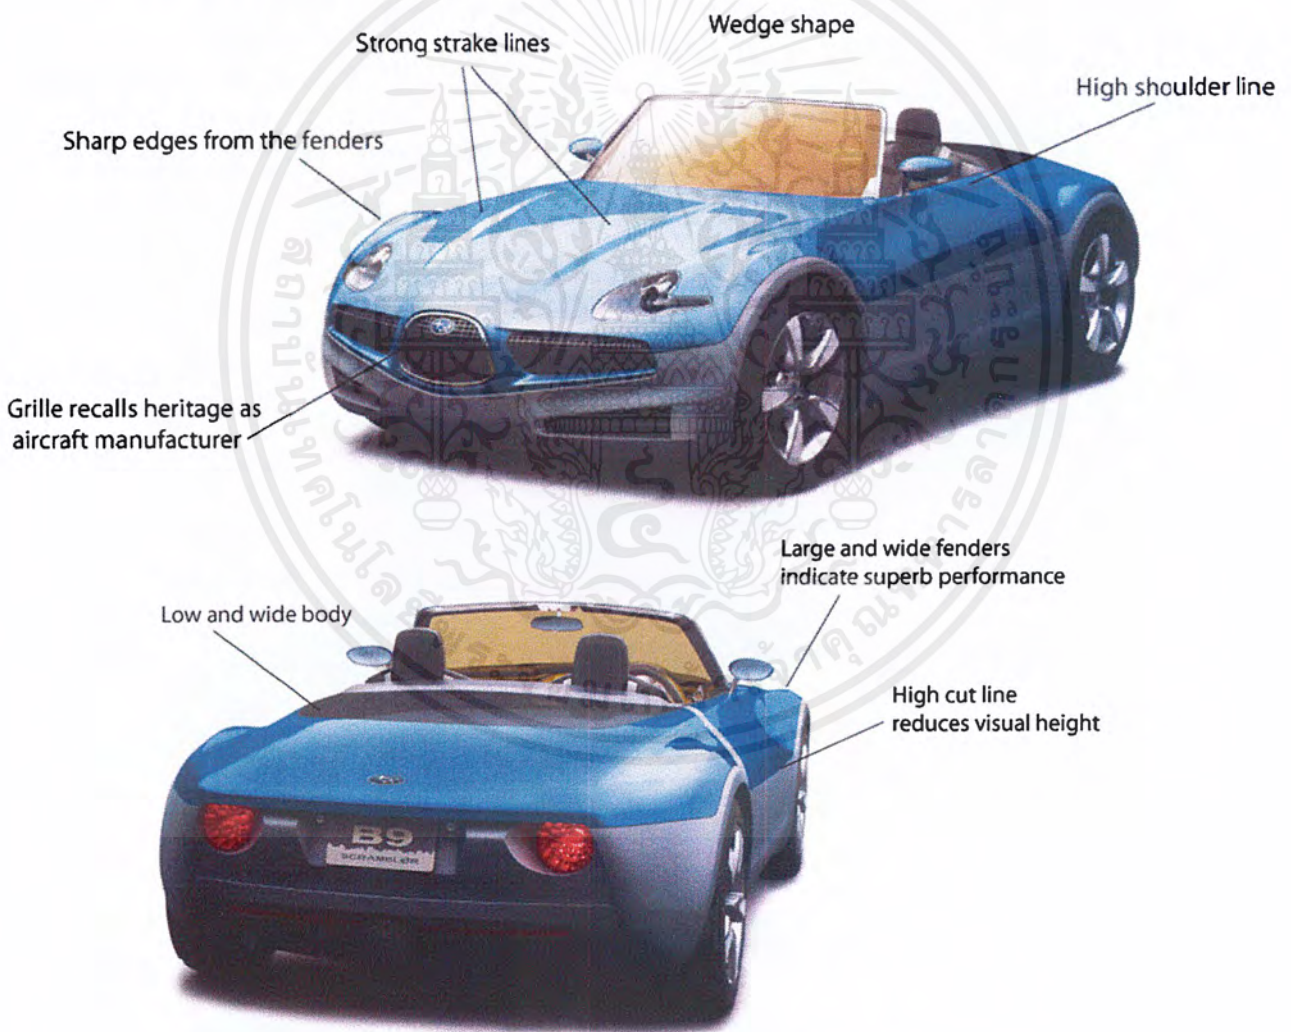 Wedge shape
Strong strake lines
High shoulder line
Sharp edges from the fenders
Grille recalls heritage as
aircraft manufacturer
Large and wide fenders
indicate superb performance
Low and wide body
High cut line
reduces visual height
B9
SCRAMBLER